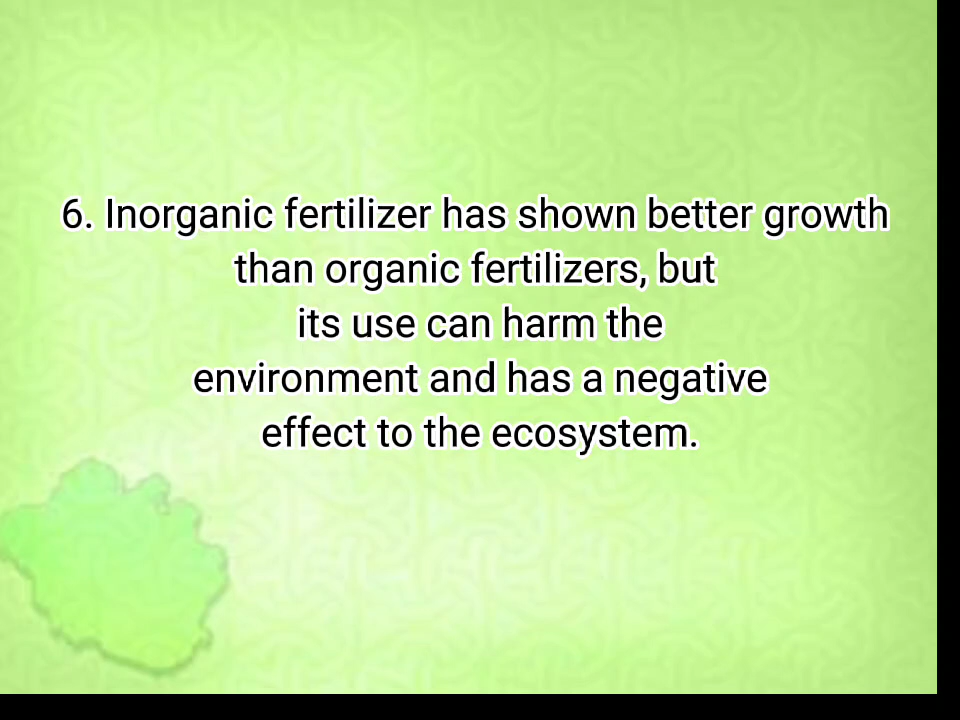 6. Inorganic fertilizer has shown better growth
than organic fertilizers, but
its use can harm the
environment and has a negative
effect to the ecosystem.